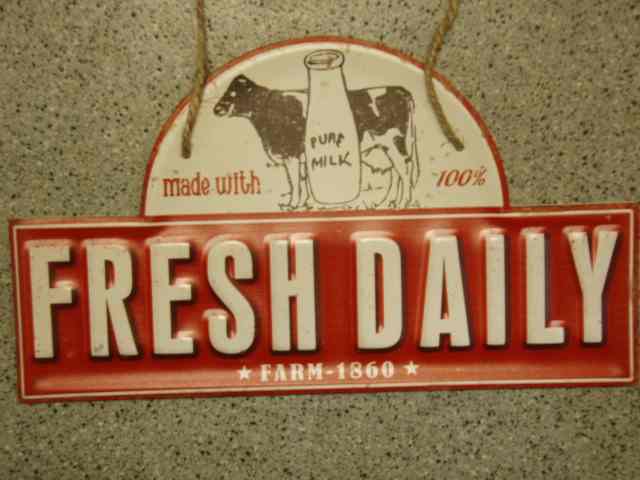 PURE
MILK
made with 100%
FRESH DAILY
★ FARM-1860 ★